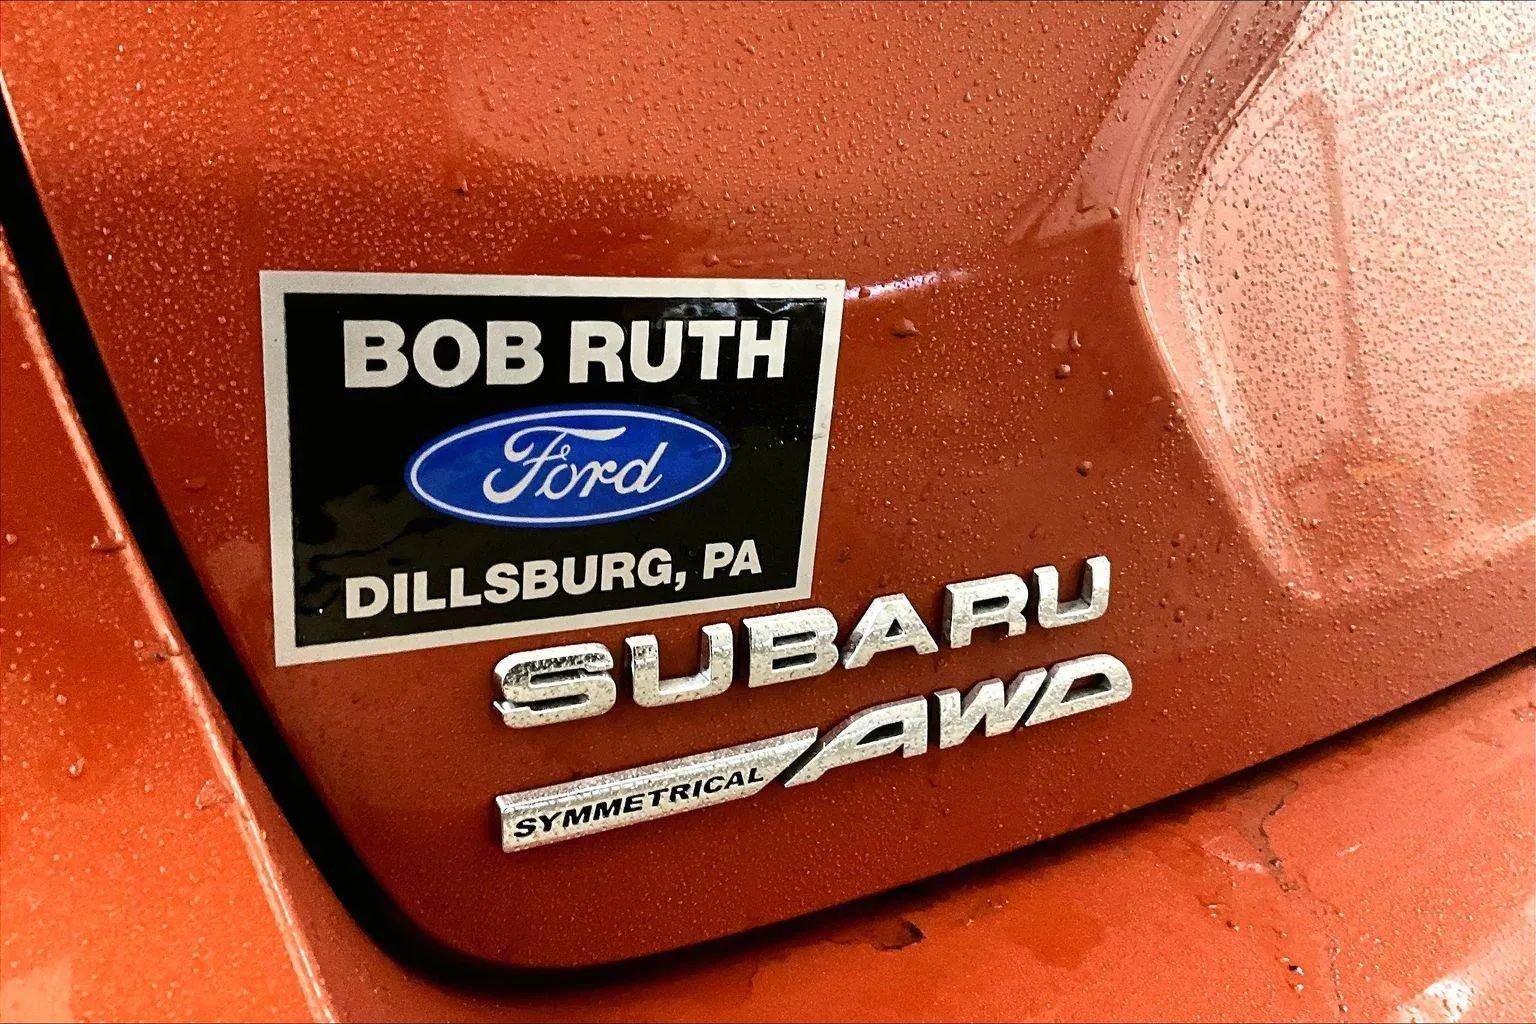 BOB RUTH
Ford
DILLSBURG, PA
SUBARU
SYMMETRICAL AWD